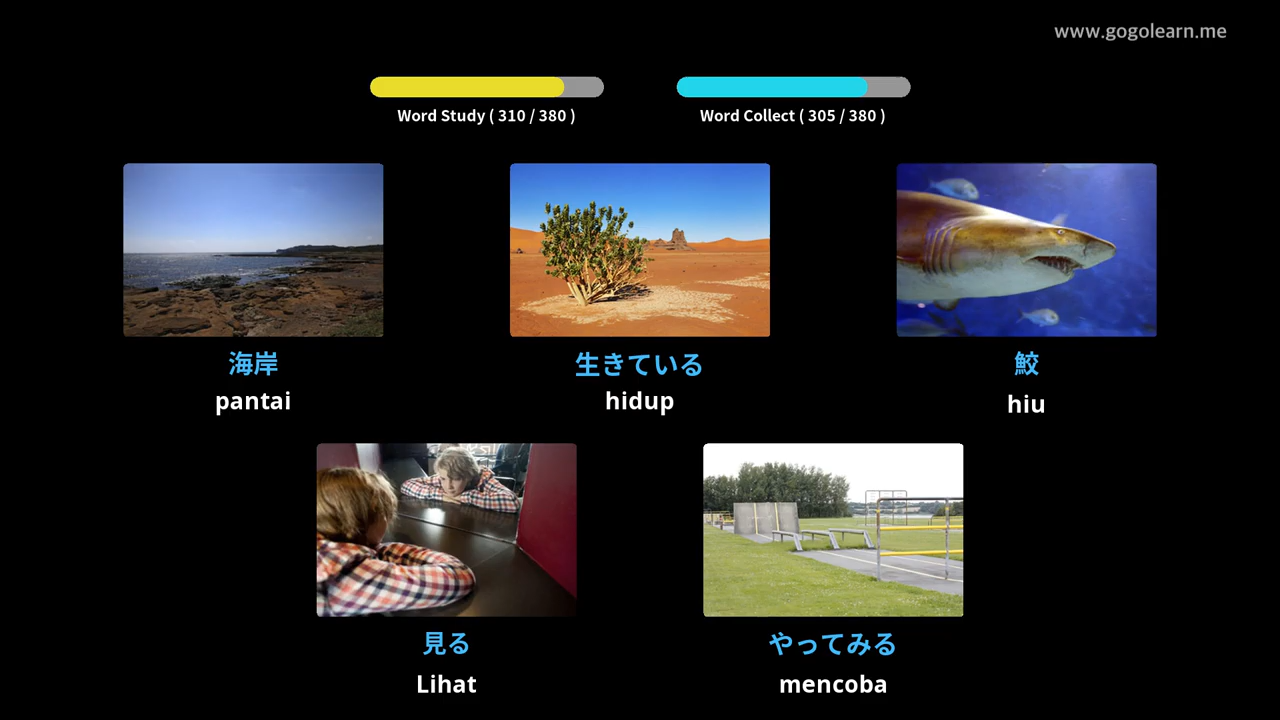 www.gogolearn.me
Word Study ( 310 / 380 )
Word Collect ( 305 / 380 )
海岸
pantai
生きている
hidup
鮫
hiu
見る
Lihat
やってみる
mencoba